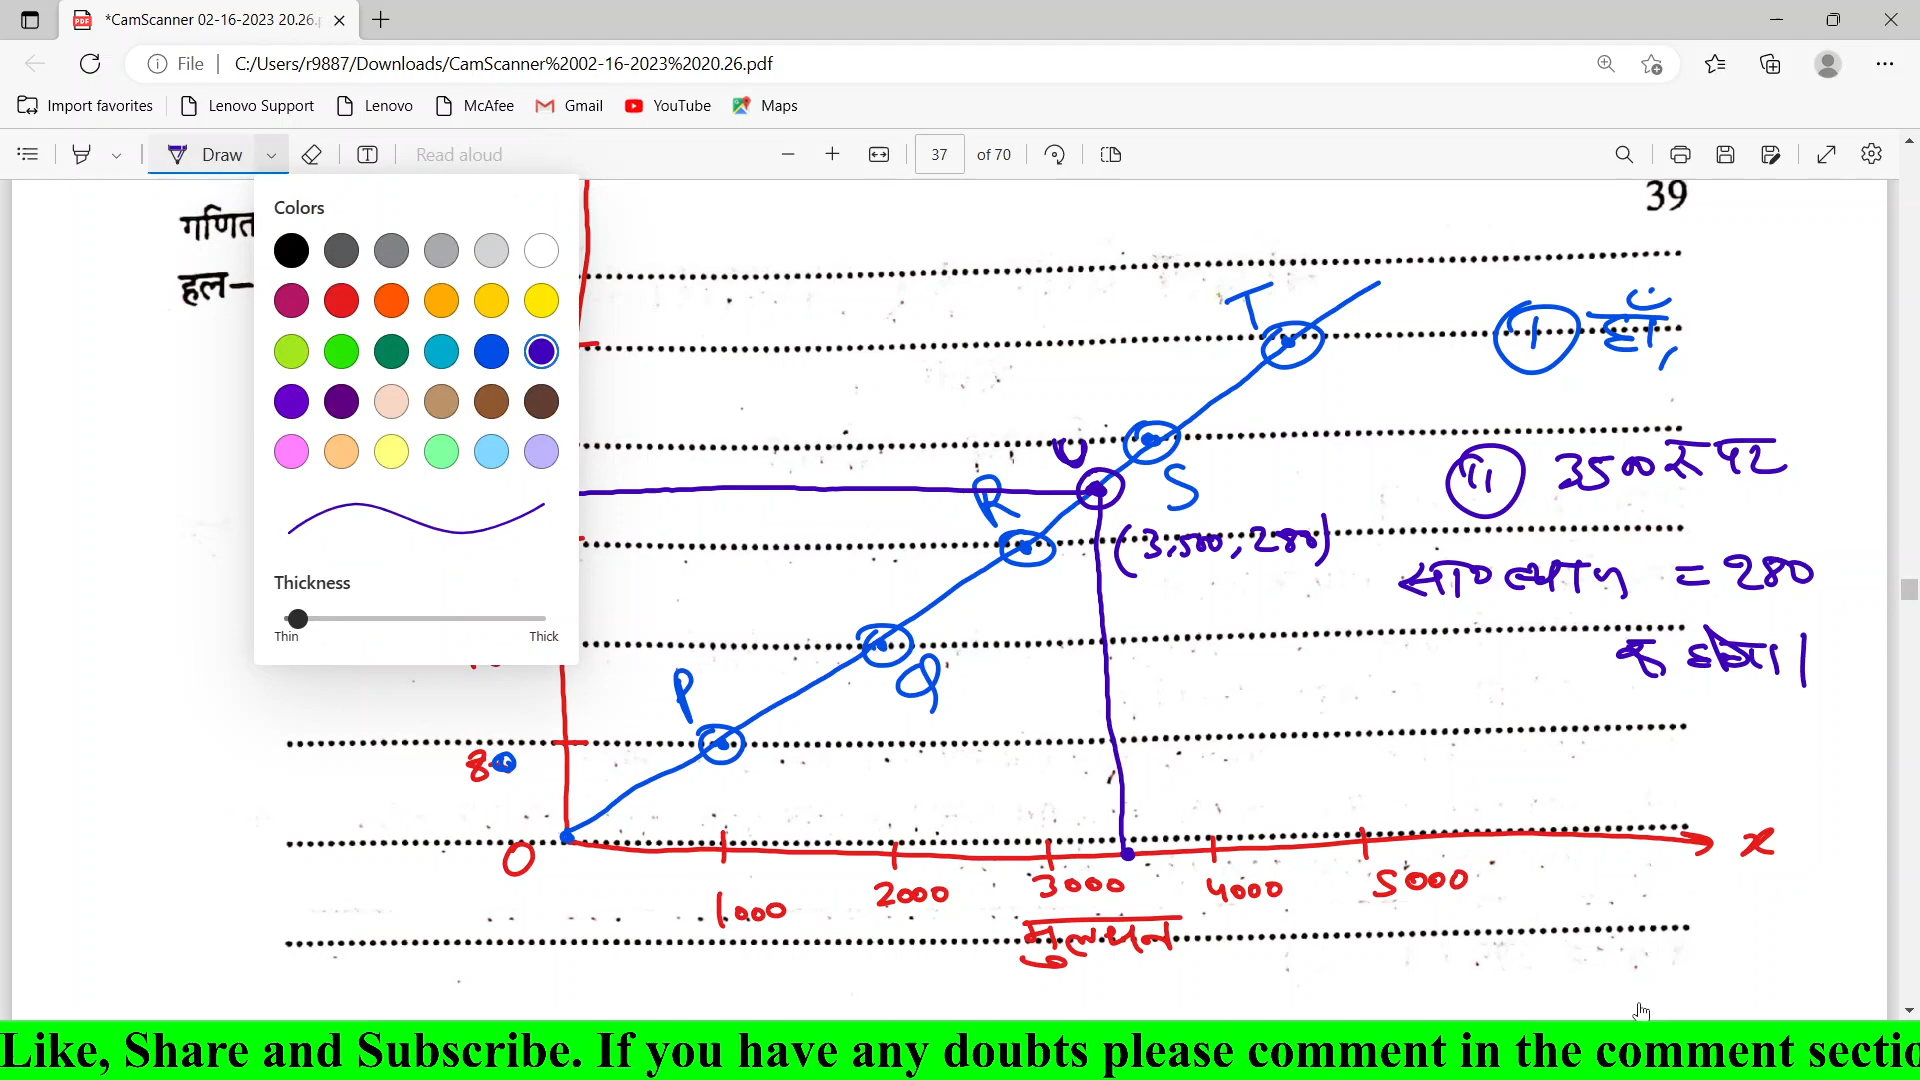 *CamScanner 02-16-2023 20.26.
File
C:/Users/r9887/Downloads/CamScanner%2002-16-2023%2020.26.pdf
Import favorites
Lenovo Support
Lenovo
McAfee
Gmail
YouTube
Maps
Draw
Read aloud
37
of 70
39
गणित
हल–
Colors
Thickness
Thin
Thick
T
I
हाँ,
U
S
R
II 3500 रु पर
(3,500, 280)
= 280
रु होगा।
Q
P
80
O
x
1000
2000
3000
4000
5000
मूलधन
Like, Share and Subscribe. If you have any doubts please comment in the comment sectio